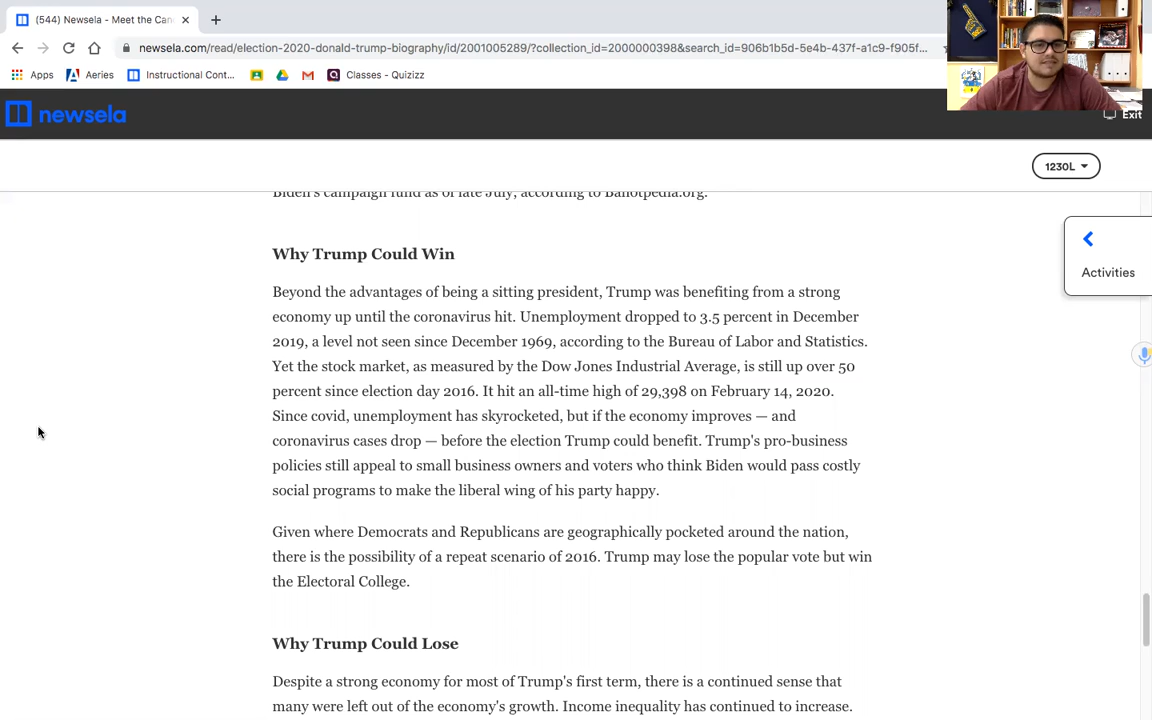 (544) Newsela - Meet the Can
newsela.com/read/election-2020-donald-trump-biography/id/2001005289/?collection_id=2000000398&search_id=906b1b5d-5e4b-437f-a1c9-f905f...
Apps Aeries Instructional Cont... Classes - Quizizz
newsela
Exit
1230L
Biden's campaign fund as of late July, according to Ballotpedia.org.
Activities
Why Trump Could Win
Beyond the advantages of being a sitting president, Trump was benefiting from a strong
economy up until the coronavirus hit. Unemployment dropped to 3.5 percent in December
2019, a level not seen since December 1969, according to the Bureau of Labor and Statistics.
Yet the stock market, as measured by the Dow Jones Industrial Average, is still up over 50
percent since election day 2016. It hit an all-time high of 29,398 on February 14, 2020.
Since covid, unemployment has skyrocketed, but if the economy improves — and
coronavirus cases drop — before the election Trump could benefit. Trump's pro-business
policies still appeal to small business owners and voters who think Biden would pass costly
social programs to make the liberal wing of his party happy.
Given where Democrats and Republicans are geographically pocketed around the nation,
there is the possibility of a repeat scenario of 2016. Trump may lose the popular vote but win
the Electoral College.
Why Trump Could Lose
Despite a strong economy for most of Trump's first term, there is a continued sense that
many were left out of the economy's growth. Income inequality has continued to increase.